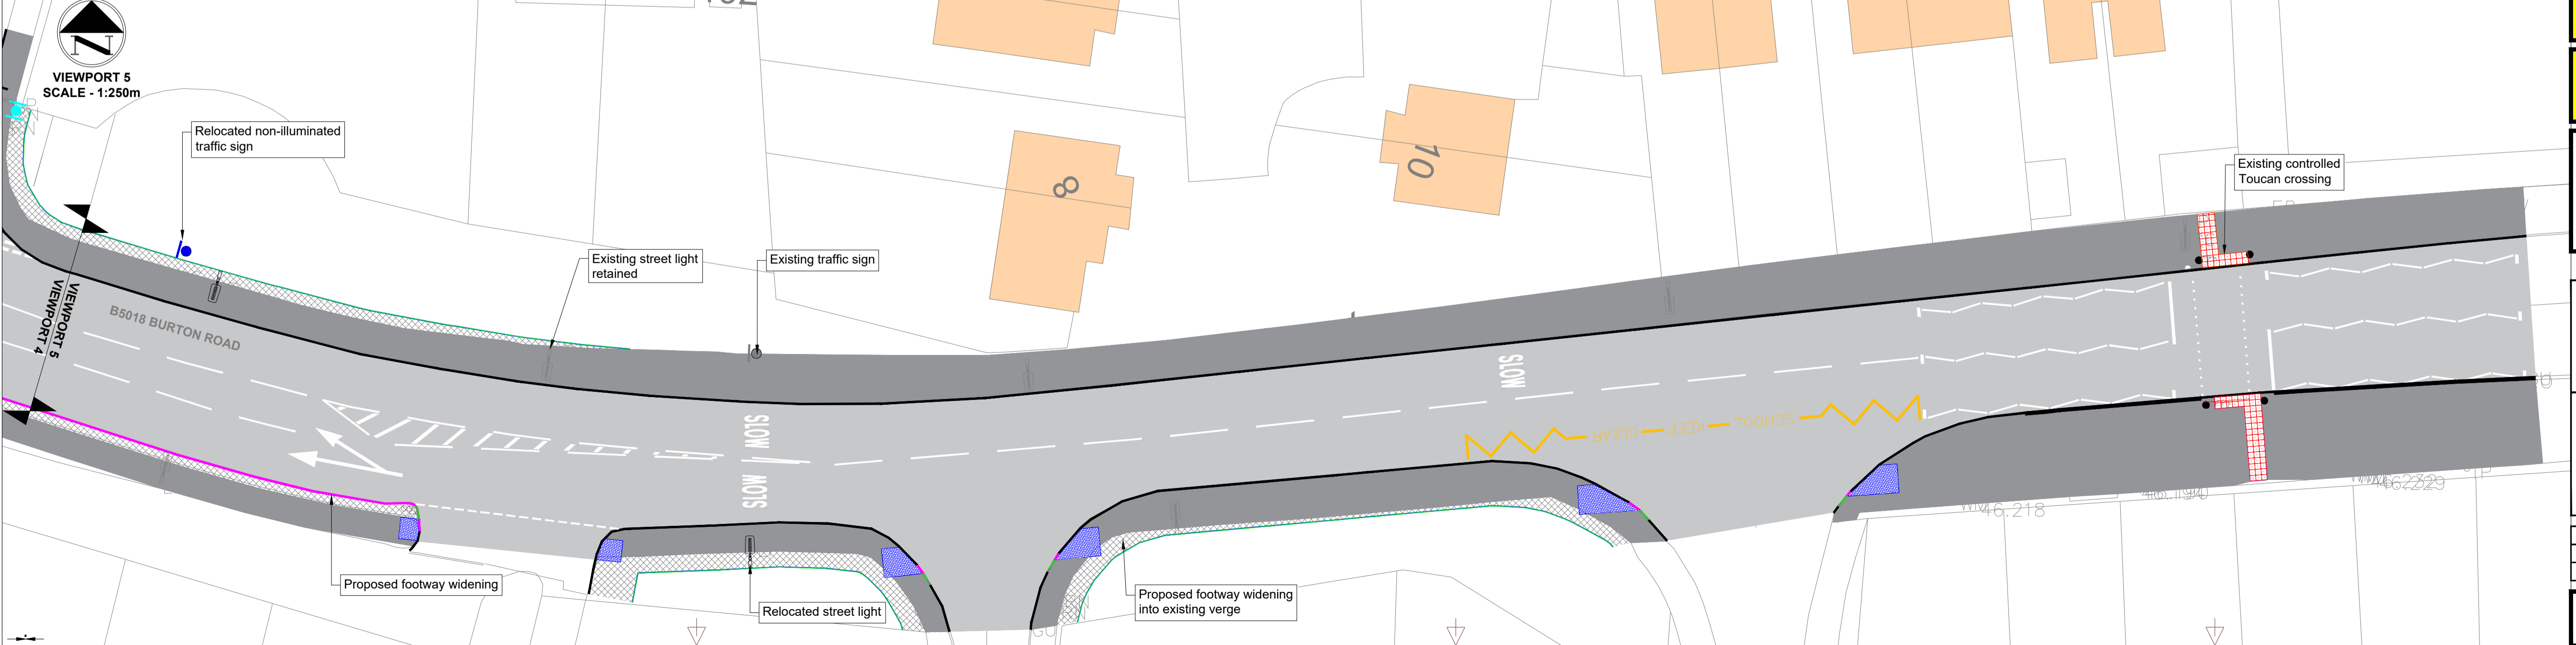 N
VIEWPORT 5
SCALE - 1:250m
Relocated non-illuminated
traffic sign
Existing street light
retained
Existing traffic sign
8
10
Existing controlled
Toucan crossing
VIEWPORT 5
VIEWPORT 4
B5018 BURTON ROAD
SLOW
SLOW
SLOW
SCHOOL KEEP CLEAR
46.218
Proposed footway widening
Relocated street light
Proposed footway widening
into existing verge